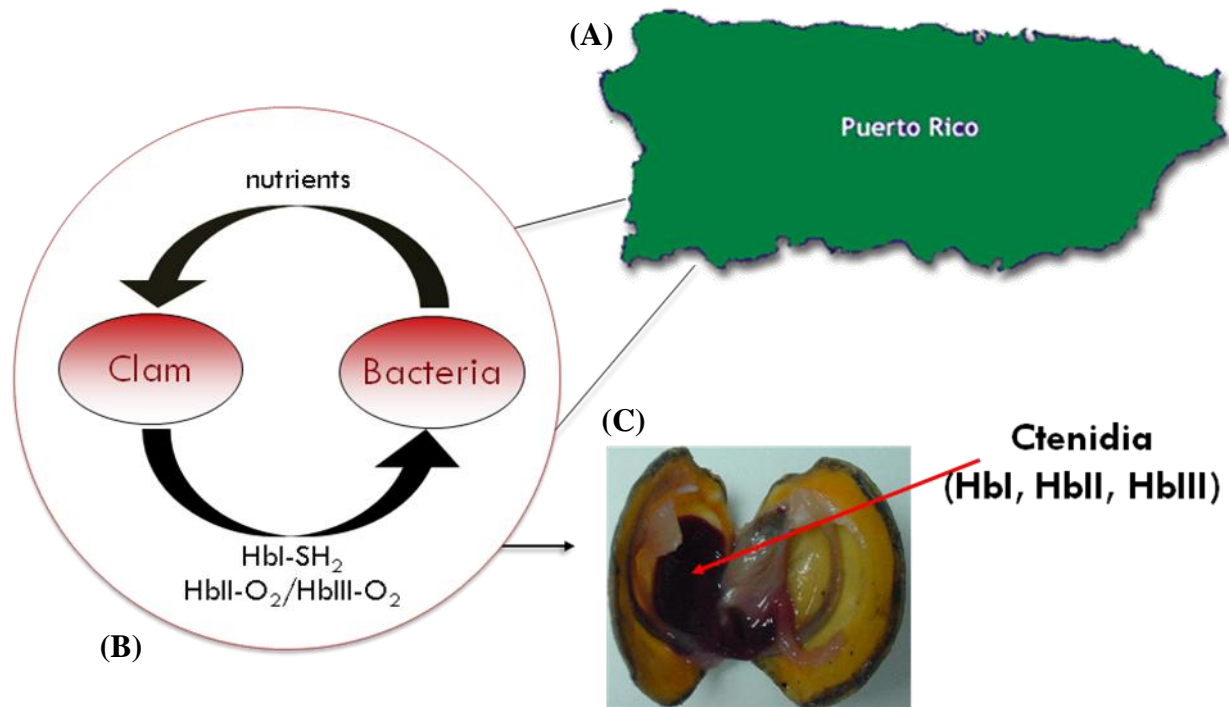 (A)
Puerto Rico
nutrients
Clam
Bacteria
HbI-SH₂
HbII-O₂/HbIII-O₂
(B)
(C)
Ctenidia
(HbI, HbII, HbIII)